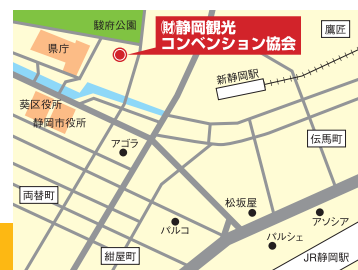 駿府公園
㈶静岡観光
コンベンション協会
鷹匠
県庁
新静岡駅
葵区役所
静岡市役所
アゴラ
伝馬町
両替町
松坂屋
アソシア
パルコ
パルシェ
紺屋町
JR静岡駅